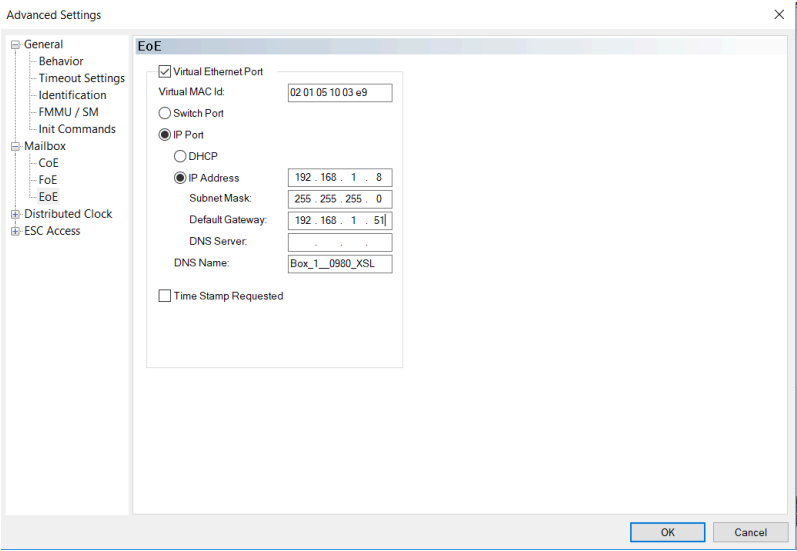 Advanced Settings
General
Behavior
Timeout Settings
Identification
FMMU / SM
Init Commands
Mailbox
CoE
FoE
EoE
Distributed Clock
ESC Access
EoE
Virtual Ethernet Port
Virtual MAC Id: 02 01 05 10 03 e9
Switch Port
IP Port
DHCP
IP Address 192 . 168 . 1 . 8
Subnet Mask: 255 . 255 . 255 . 0
Default Gateway: 192 . 168 . 1 . 51
DNS Server: . . .
DNS Name: Box_1__0980_XSL
Time Stamp Requested
OK Cancel